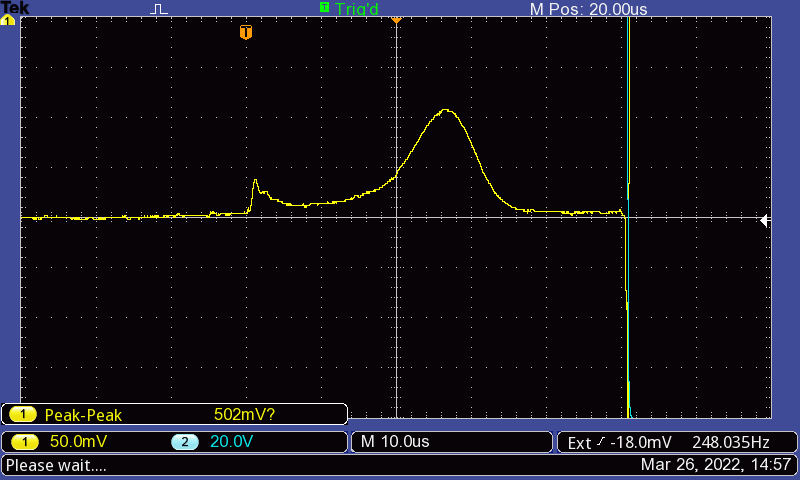 Tek
T Trig'd
M Pos: 20.00us
1
T
1 Peak-Peak 502mV?
1 50.0mV 2 20.0V M 10.0us Ext -18.0mV 248.035Hz
Please wait.... Mar 26, 2022, 14:57